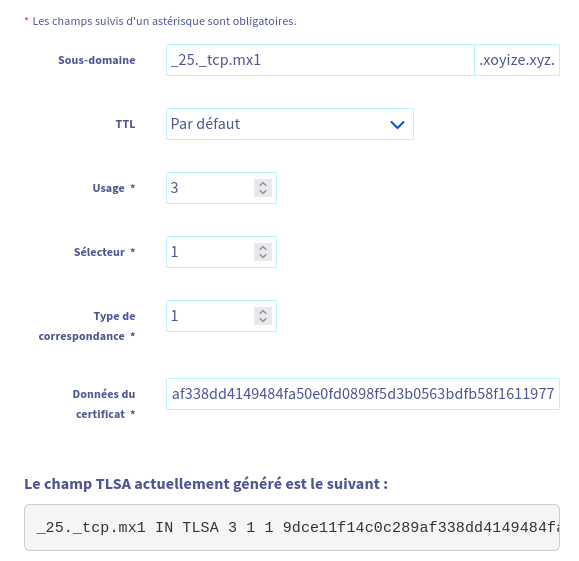 * Les champs suivis d'un astérisque sont obligatoires.
Sous-domaine _25._tcp.mx1 .xoyize.xyz.
TTL Par défaut
Usage * 3
Sélecteur * 1
Type de
correspondance * 1
Données du
certificat * af338dd4149484fa50e0fd0898f5d3b0563bdfb58f1611977
Le champ TLSA actuellement généré est le suivant :
_25._tcp.mx1 IN TLSA 3 1 1 9dce11f14c0c289af338dd4149484fa